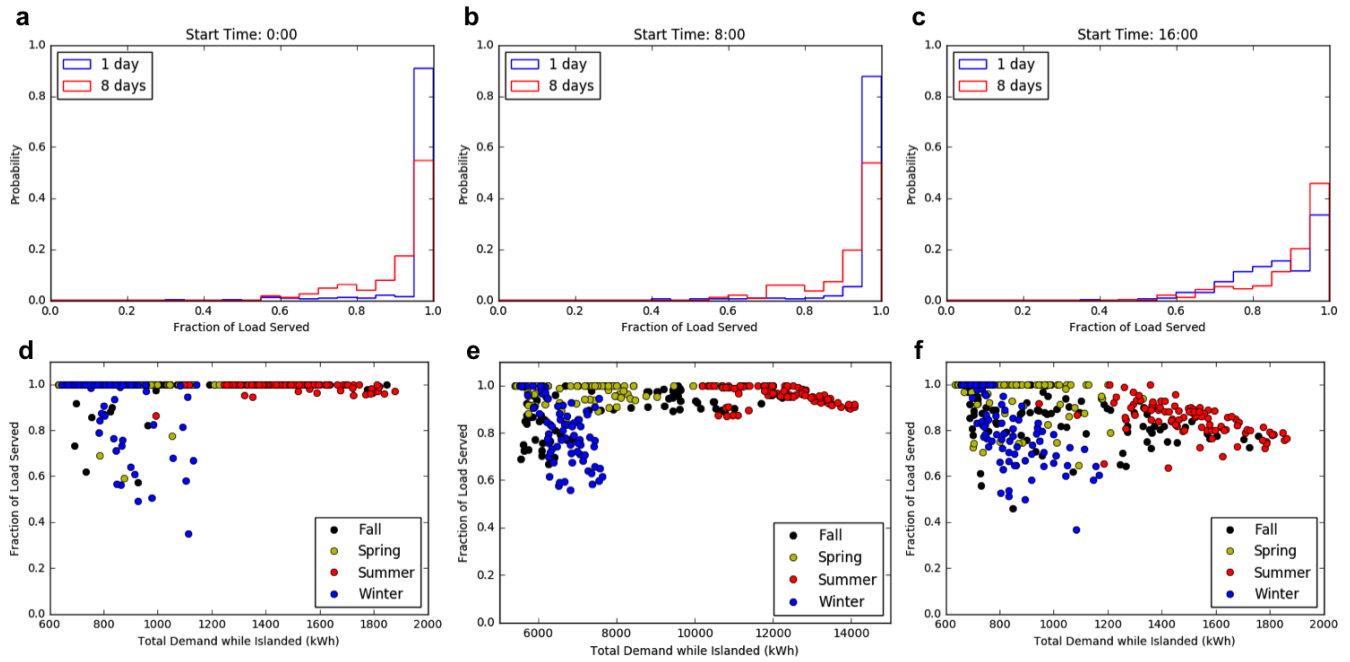 a
Start Time: 0:00
1.0
0.8
0.6
0.4
0.2
0.0
Probability
1 day
8 days
0.0 0.2 0.4 0.6 0.8 1.0
Fraction of Load Served
b
Start Time: 8:00
1.0
0.8
0.6
0.4
0.2
0.0
Probability
1 day
8 days
0.0 0.2 0.4 0.6 0.8 1.0
Fraction of Load Served
c
Start Time: 16:00
1.0
0.8
0.6
0.4
0.2
0.0
Probability
1 day
8 days
0.0 0.2 0.4 0.6 0.8 1.0
Fraction of Load Served
d
1.0
0.8
0.6
0.4
0.2
0.0
Fraction of Load Served
Fall
Spring
Summer
Winter
600 800 1000 1200 1400 1600 1800 2000
Total Demand while Islanded (kWh)
e
1.0
0.8
0.6
0.4
0.2
0.0
Fraction of Load Served
Fall
Spring
Summer
Winter
6000 8000 10000 12000 14000
Total Demand while Islanded (kWh)
f
1.0
0.8
0.6
0.4
0.2
0.0
Fraction of Load Served
Fall
Spring
Summer
Winter
600 800 1000 1200 1400 1600 1800 2000
Total Demand while Islanded (kWh)